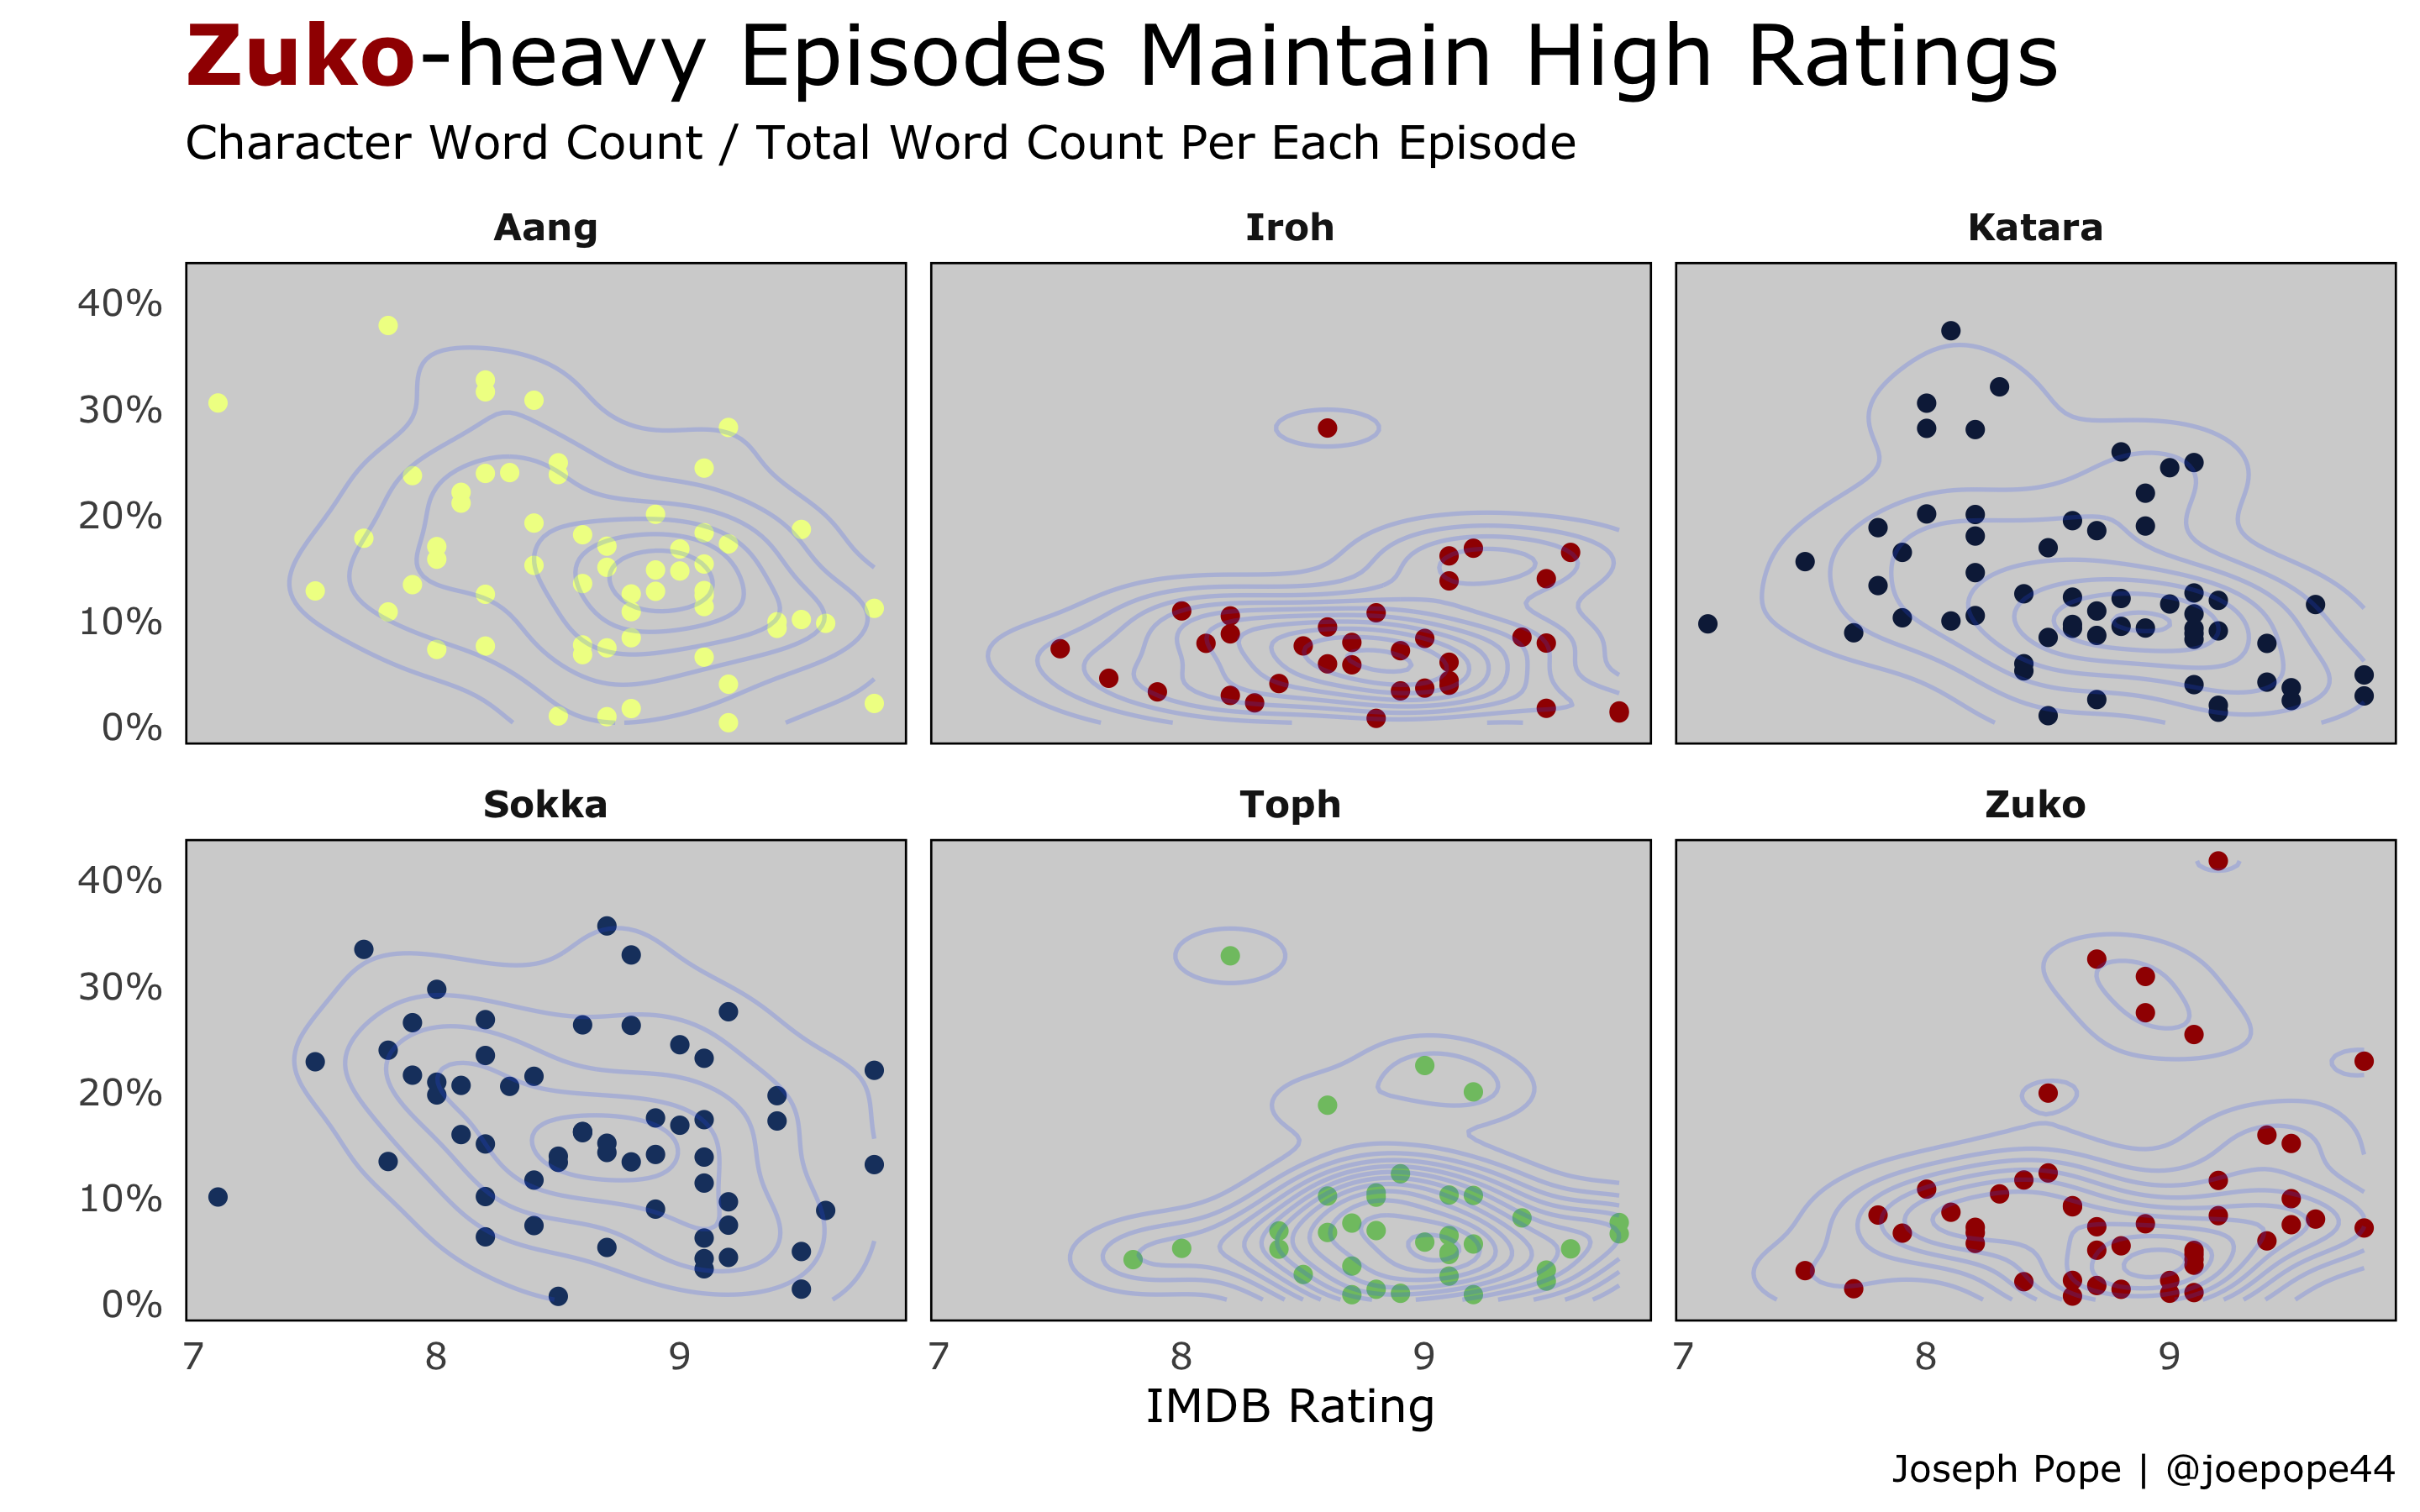 Zuko-heavy Episodes Maintain High Ratings
Character Word Count / Total Word Count Per Each Episode
Aang
Iroh
Katara
40%
30%
20%
10%
0%
Sokka
Toph
Zuko
40%
30%
20%
10%
0%
7 8 9 7 8 9 7 8 9
IMDB Rating
Joseph Pope | @joepope44